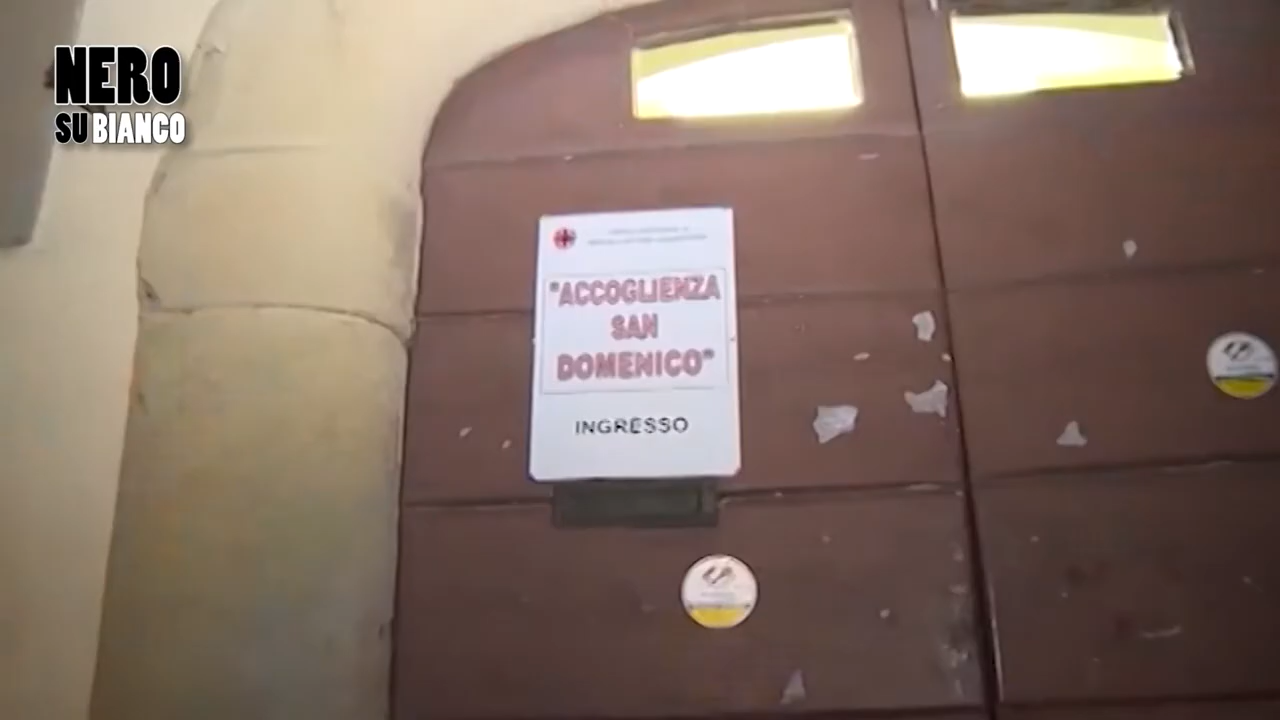 NERO
SU BIANCO
"ACCOGLIENZA
SAN
DOMENICO"
INGRESSO